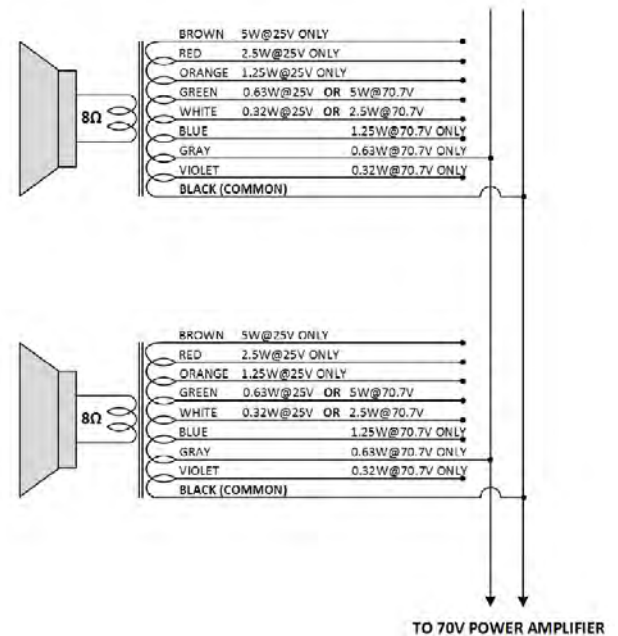 BROWN 5W@25V ONLY
RED 2.5W@25V ONLY
ORANGE 1.25W@25V ONLY
GREEN 0.63W@25V OR 5W@70.7V
WHITE 0.32W@25V OR 2.5W@70.7V
BLUE 1.25W@70.7V ONLY
GRAY 0.63W@70.7V ONLY
VIOLET 0.32W@70.7V ONLY
BLACK (COMMON)
8Ω
BROWN 5W@25V ONLY
RED 2.5W@25V ONLY
ORANGE 1.25W@25V ONLY
GREEN 0.63W@25V OR 5W@70.7V
WHITE 0.32W@25V OR 2.5W@70.7V
BLUE 1.25W@70.7V ONLY
GRAY 0.63W@70.7V ONLY
VIOLET 0.32W@70.7V ONLY
BLACK (COMMON)
8Ω
TO 70V POWER AMPLIFIER